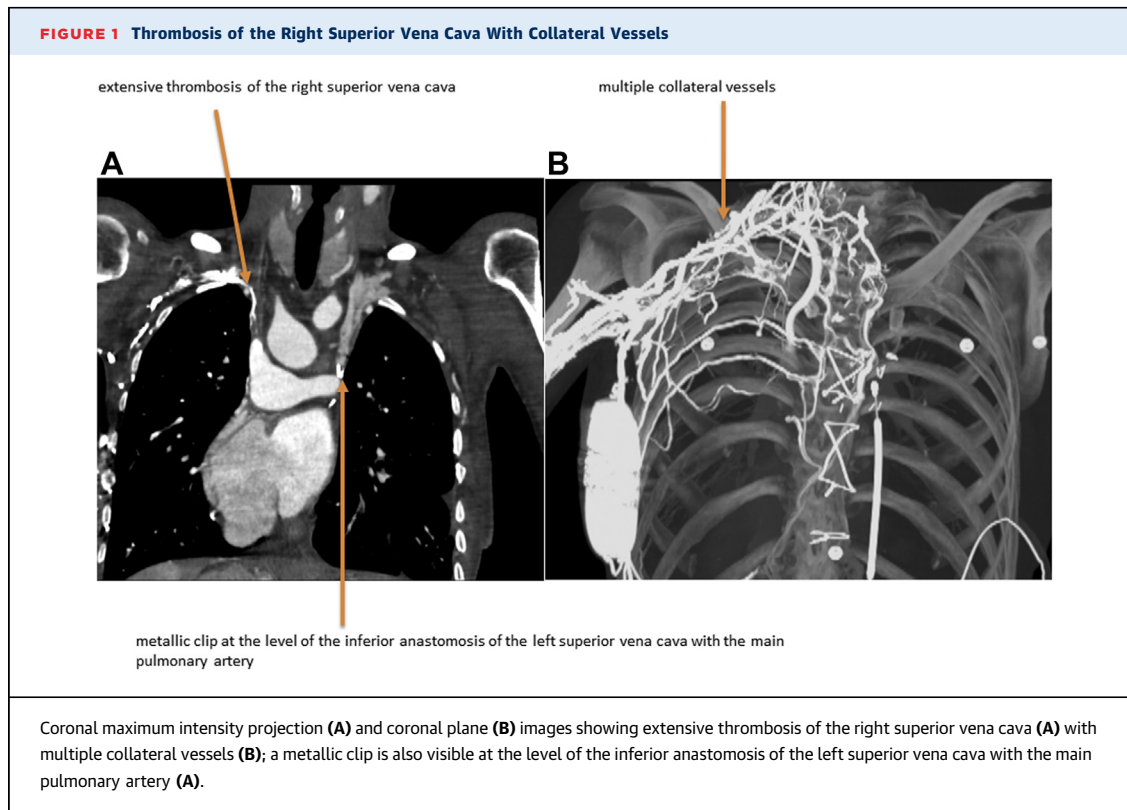 FIGURE 1 Thrombosis of the Right Superior Vena Cava With Collateral Vessels
extensive thrombosis of the right superior vena cava
multiple collateral vessels
A
B
metallic clip at the level of the inferior anastomosis of the left superior vena cava with the main
pulmonary artery
Coronal maximum intensity projection (A) and coronal plane (B) images showing extensive thrombosis of the right superior vena cava (A) with
multiple collateral vessels (B); a metallic clip is also visible at the level of the inferior anastomosis of the left superior vena cava with the main
pulmonary artery (A).